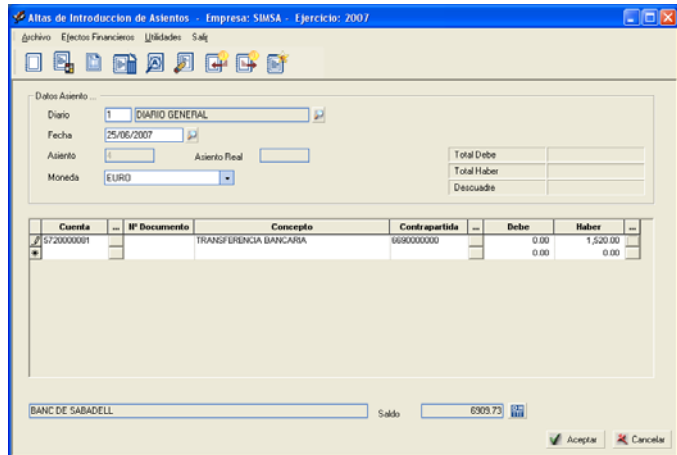 Altas de Introduccion de Asientos - Empresa: SIMSA - Ejercicio: 2007
Archivo Efectos Financieros Utilidades Salir
Datos Asiento ...
Diario 1 DIARIO GENERAL
Fecha 25/06/2007
Asiento Asiento Real Total Debe
Total Haber
Moneda EURO
Descuadre
Cuenta ... Nº Documento Concepto Contrapartida ... Debe Haber ...
5720000081 TRANSFERENCIA BANCARIA 6690000000 0.00 1,520.00
0.00 0.00
BANC DE SABADELL Saldo 6909.73
Aceptar Cancelar